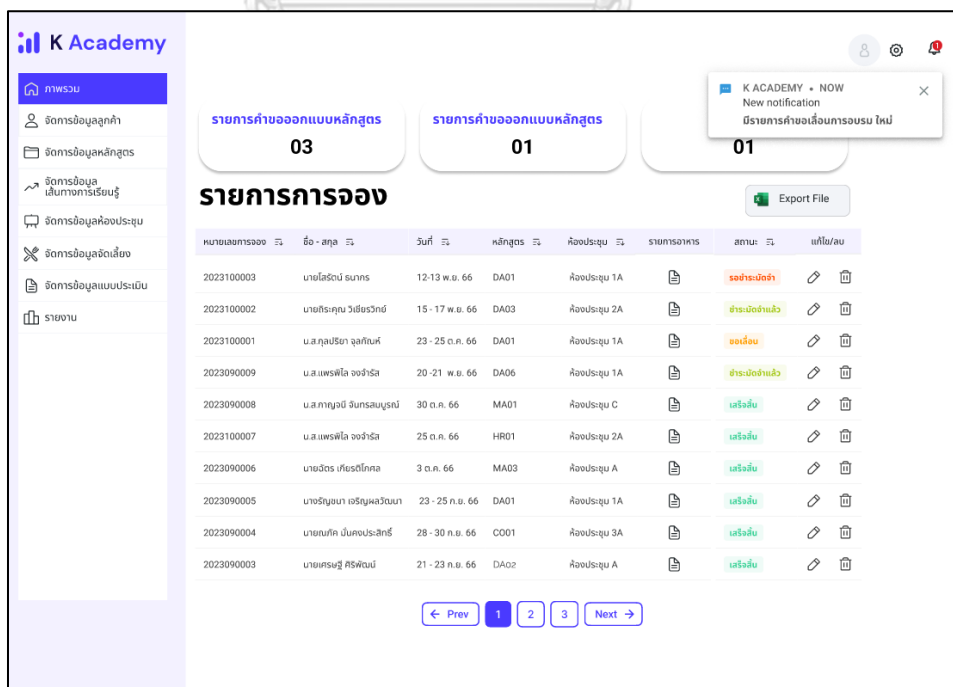 K Academy
1
K ACADEMY • NOW
New notification
มีรายการคำขอเลื่อนการอบรม ใหม่
ภาพรวม
จัดการข้อมูลลูกค้า
จัดการข้อมูลหลักสูตร
จัดการข้อมูล
เส้นทางการเรียนรู้
จัดการข้อมูลห้องประชุม
จัดการข้อมูลจัดเลี้ยง
จัดการข้อมูลแบบประเมิน
รายงาน
รายการคำขอออกแบบหลักสูตร
03
รายการคำขอออกแบบหลักสูตร
01
01
รายการการจอง
Export File
หมายเลขการจอง ชื่อ - สกุล วันที่ หลักสูตร ห้องประชุม รายการอาหาร สถานะ แก้ไข/ลบ
2023100003 นายโสรัตน์ ธนากร 12-13 พ.ย. 66 DA01 ห้องประชุม 1A รอชำระมัดจำ
2023100002 นายถิระคุณ วิเชียรวิทย์ 15 - 17 พ.ย. 66 DA03 ห้องประชุม 2A ชำระมัดจำแล้ว
2023100001 น.ส.กุลปริยา จุลกัณห์ 23 - 25 ต.ค. 66 DA01 ห้องประชุม 1A ขอเลื่อน
2023090009 น.ส.แพรพิไล จงจำรัส 20 -21 พ.ย. 66 DA06 ห้องประชุม 1A ชำระมัดจำแล้ว
2023090008 น.ส.กาญจนี จันทรสมบูรณ์ 30 ต.ค. 66 MA01 ห้องประชุม C เสร็จสิ้น
2023100007 น.ส.แพรพิไล จงจำรัส 25 ต.ค. 66 HR01 ห้องประชุม 2A เสร็จสิ้น
2023090006 นายฉัตร เกียรติโกศล 3 ต.ค. 66 MA03 ห้องประชุม A เสร็จสิ้น
2023090005 นางรัญชนา เจริญผลวัฒนา 23 - 25 ก.ย. 66 DA01 ห้องประชุม 1A เสร็จสิ้น
2023090004 นายณภัค มั่นคงประสิทธิ์ 28 - 30 ก.ย. 66 CO01 ห้องประชุม 3A เสร็จสิ้น
2023090003 นายเศรษฐี ศิริพัฒน์ 21 - 23 ก.ย. 66 DA02 ห้องประชุม A เสร็จสิ้น
← Prev 1 2 3 Next →